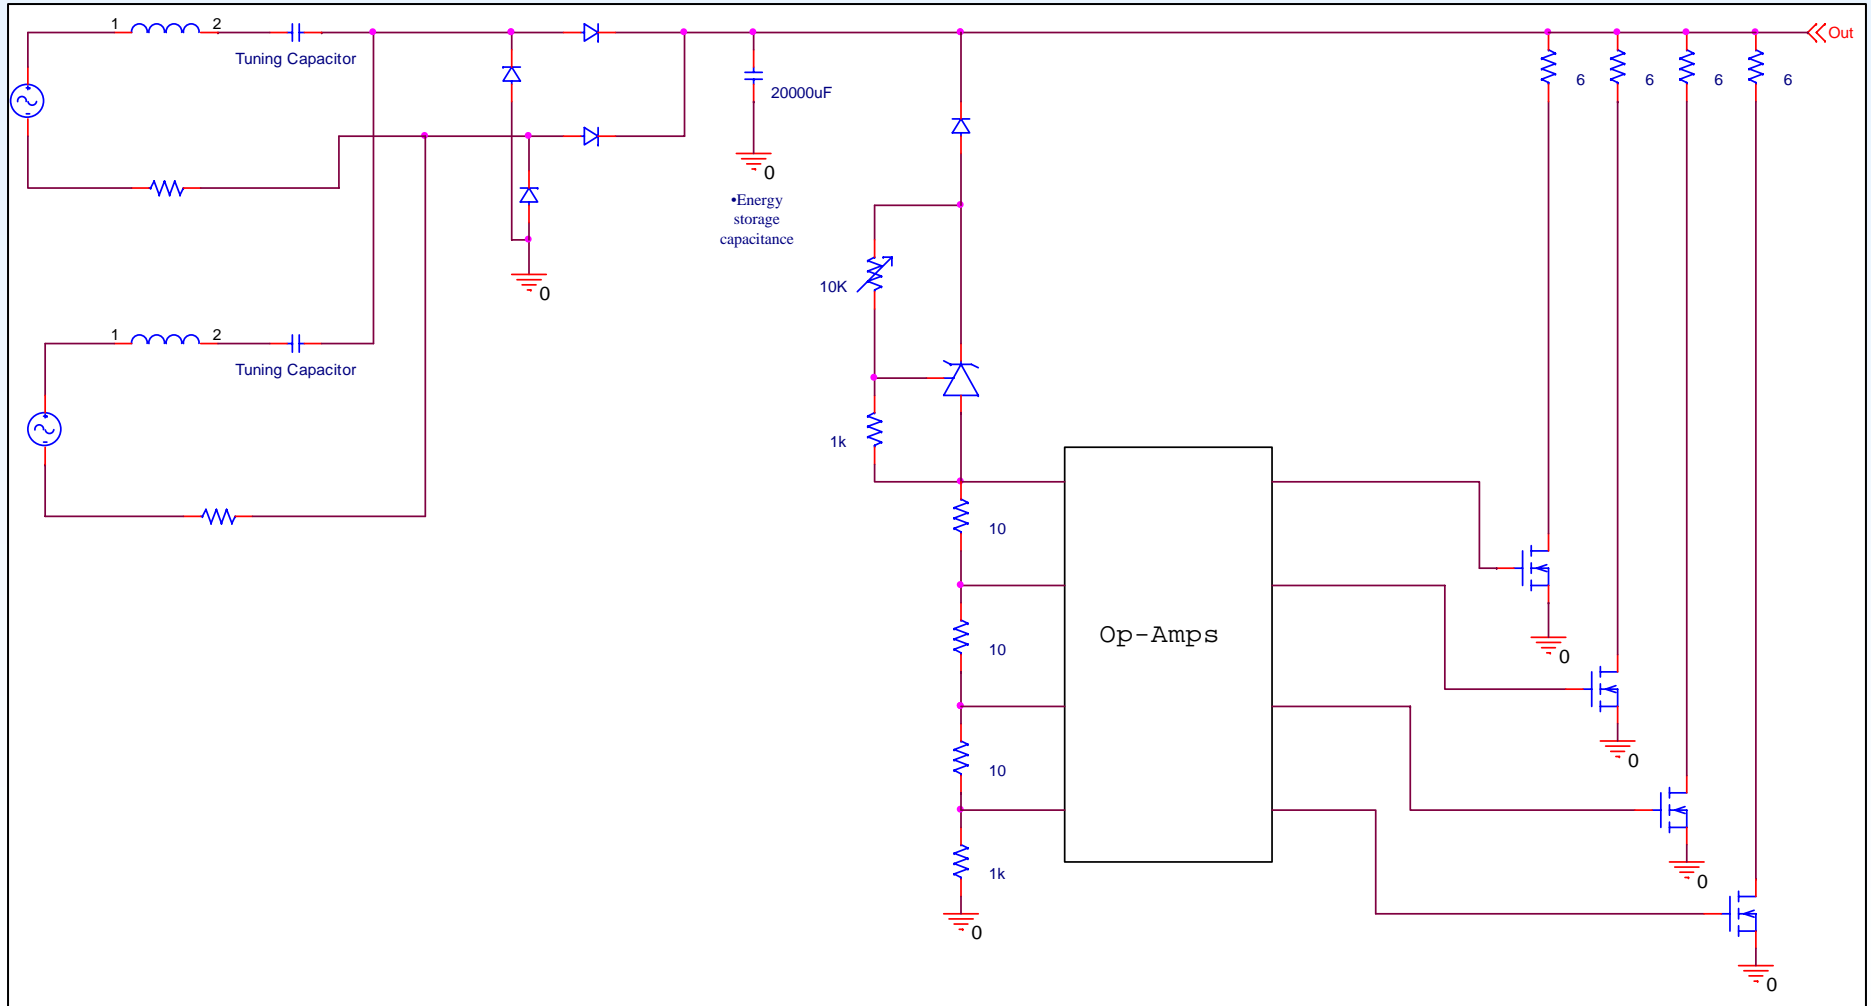 1 2
Tuning Capacitor
Out
6 6 6 6
20000uF
0
•Energy
storage
capacitance
10K
0
1 2
Tuning Capacitor
1k
10
Op-Amps
10
0
0
10
0
1k
0
0